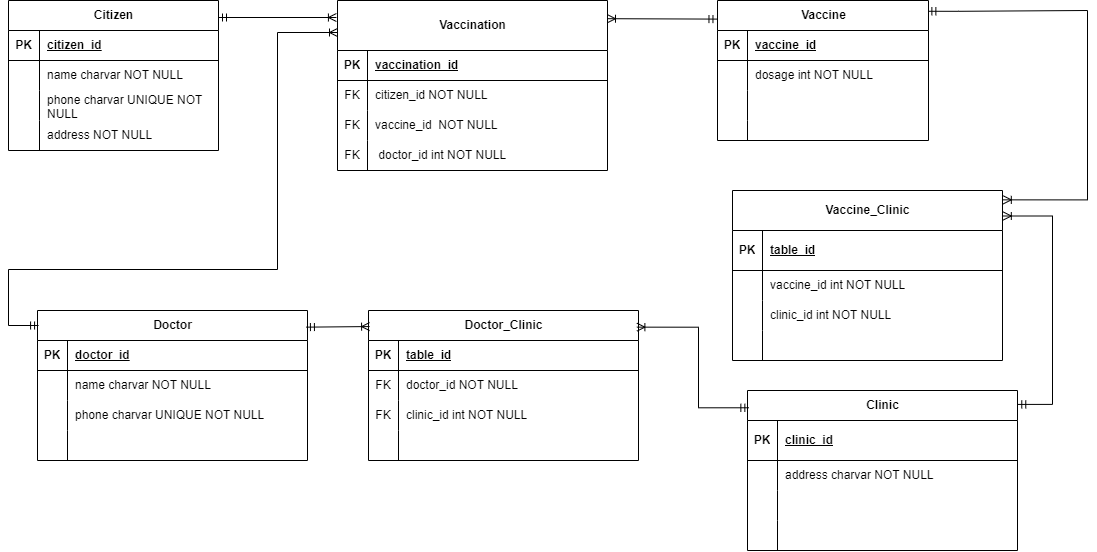 Citizen
PK citizen_id
name charvar NOT NULL
phone charvar UNIQUE NOT
NULL
address NOT NULL
Vaccination
PK vaccination_id
FK citizen_id NOT NULL
FK vaccine_id  NOT NULL
FK doctor_id int NOT NULL
Vaccine
PK vaccine_id
dosage int NOT NULL
Vaccine_Clinic
PK table_id
vaccine_id int NOT NULL
clinic_id int NOT NULL
Doctor
PK doctor_id
name charvar NOT NULL
phone charvar UNIQUE NOT NULL
Doctor_Clinic
PK table_id
FK doctor_id NOT NULL
FK clinic_id int NOT NULL
Clinic
PK clinic_id
address charvar NOT NULL